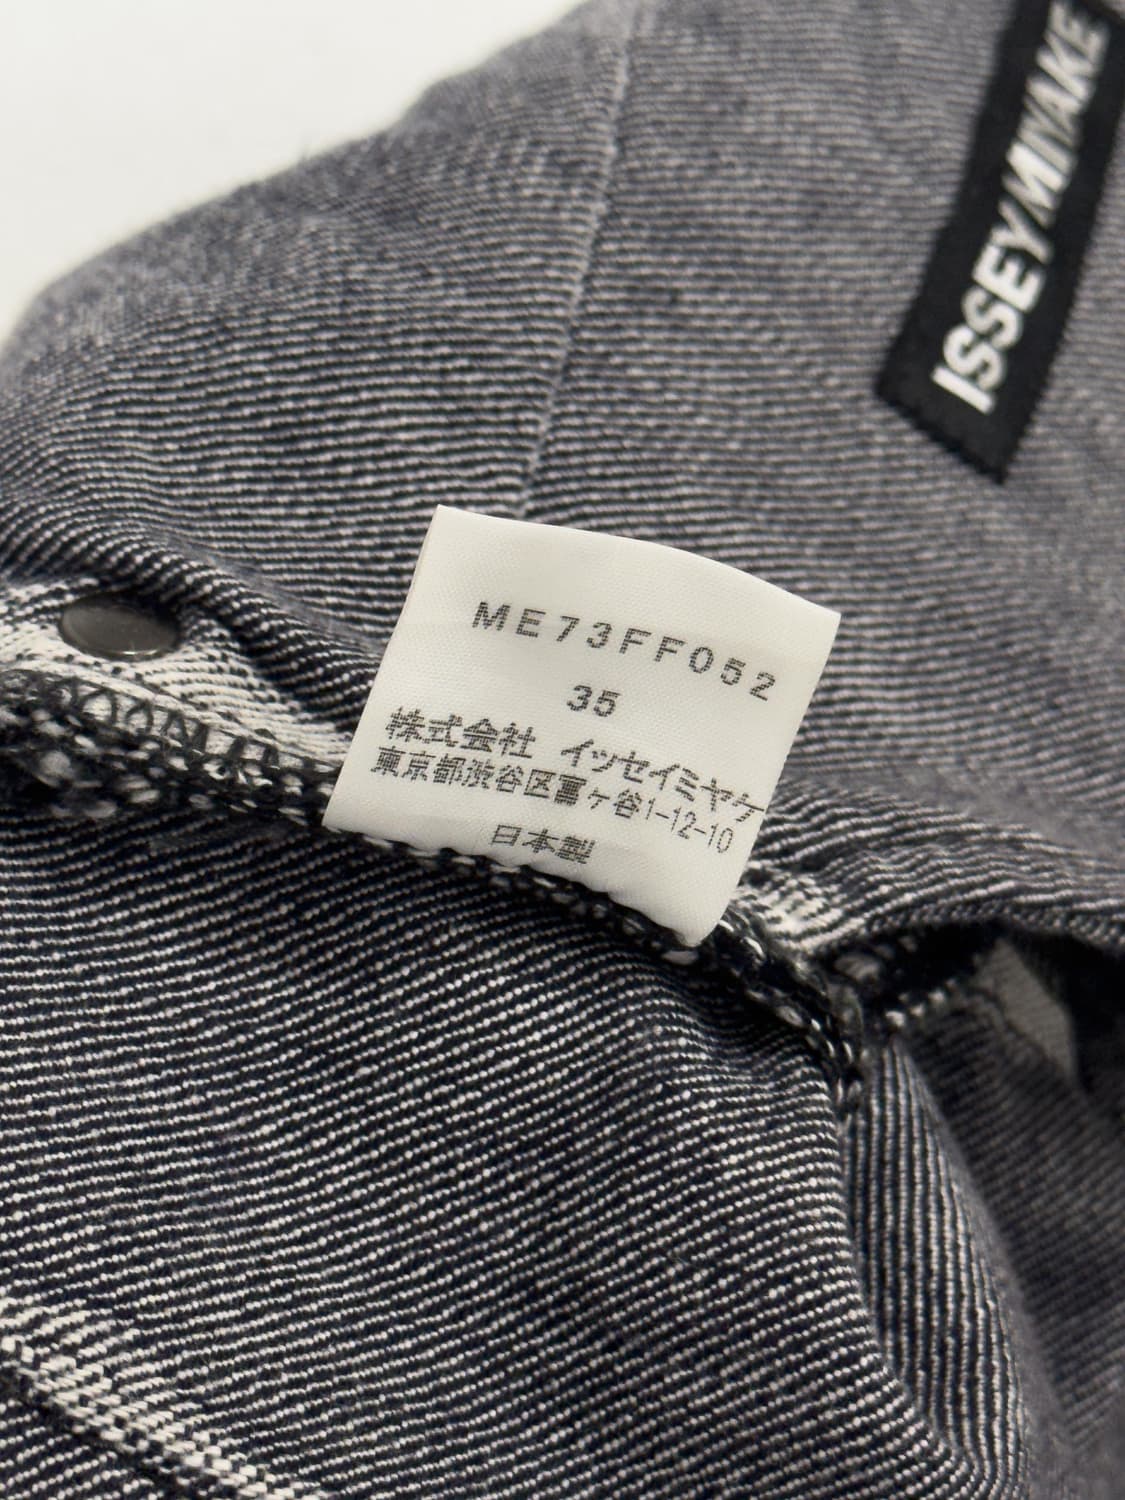 ISSEY MIYAKE
ME73FF052
35
株式会社 イッセイミヤケ
東京都渋谷区富ヶ谷1-12-10
日本製